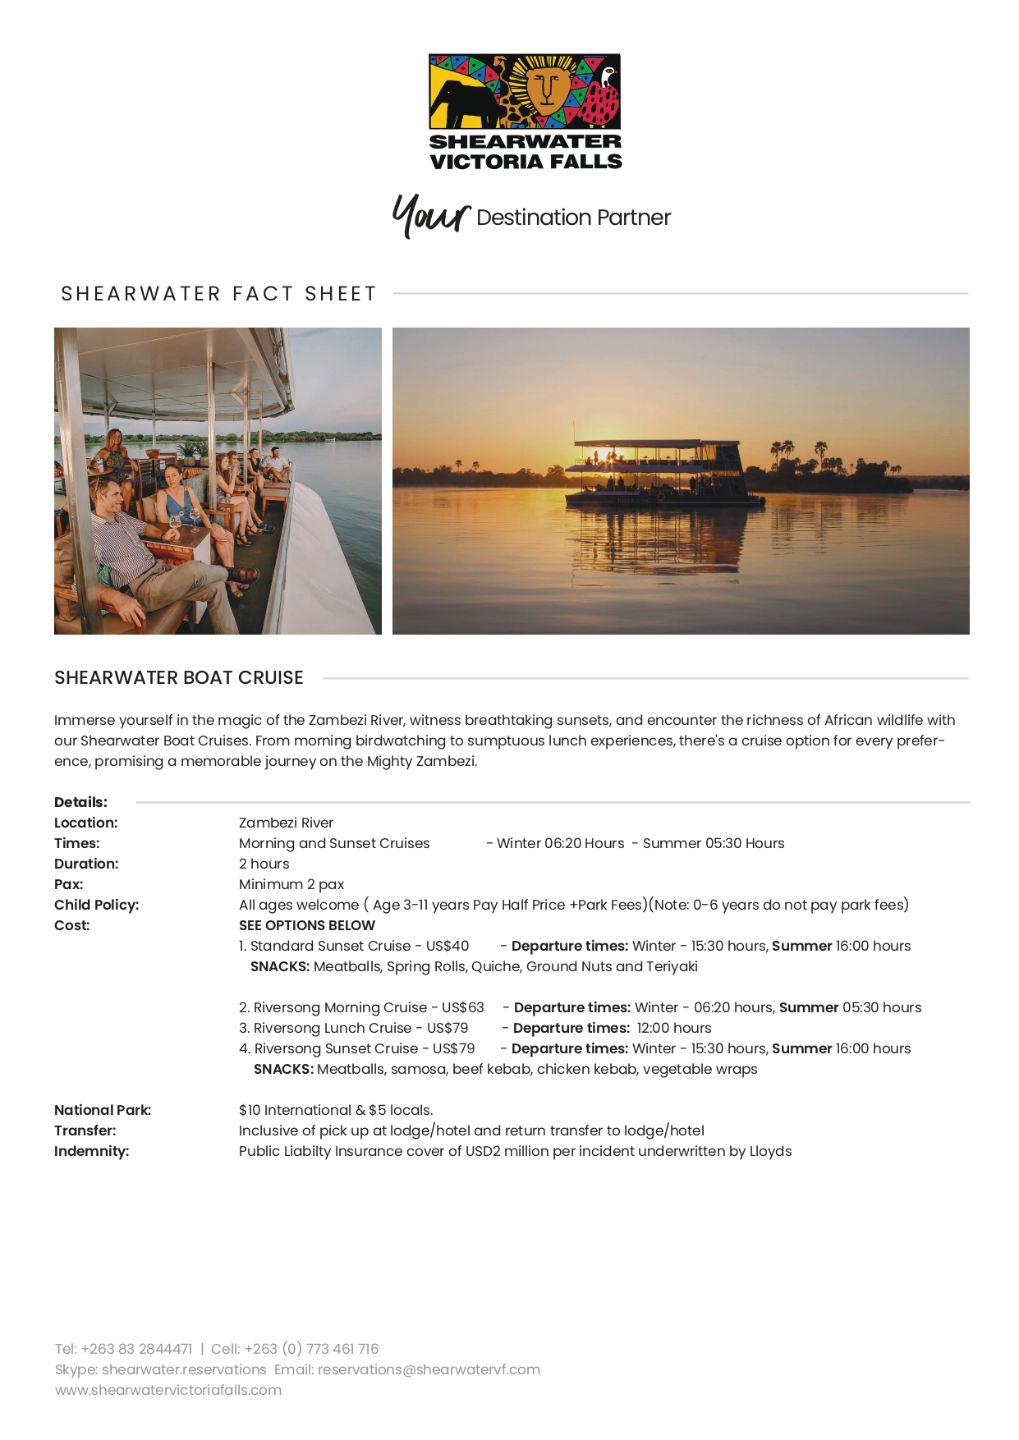 SHEARWATER
VICTORIA FALLS
Your Destination Partner
SHEARWATER FACT SHEET
SHEARWATER BOAT CRUISE
Immerse yourself in the magic of the Zambezi River, witness breathtaking sunsets, and encounter the richness of African wildlife with
our Shearwater Boat Cruises. From morning birdwatching to sumptuous lunch experiences, there's a cruise option for every prefer-
ence, promising a memorable journey on the Mighty Zambezi.
Details:
Location: Zambezi River
Times: Morning and Sunset Cruises - Winter 06:20 Hours - Summer 05:30 Hours
Duration: 2 hours
Pax: Minimum 2 pax
Child Policy: All ages welcome ( Age 3-11 years Pay Half Price +Park Fees)(Note: 0-6 years do not pay park fees)
Cost: SEE OPTIONS BELOW
1. Standard Sunset Cruise - US$40 - Departure times: Winter - 15:30 hours, Summer 16:00 hours
SNACKS: Meatballs, Spring Rolls, Quiche, Ground Nuts and Teriyaki
2. Riversong Morning Cruise - US$63 - Departure times: Winter - 06:20 hours, Summer 05:30 hours
3. Riversong Lunch Cruise - US$79 - Departure times: 12:00 hours
4. Riversong Sunset Cruise - US$79 - Departure times: Winter - 15:30 hours, Summer 16:00 hours
SNACKS: Meatballs, samosa, beef kebab, chicken kebab, vegetable wraps
National Park: $10 International & $5 locals.
Transfer: Inclusive of pick up at lodge/hotel and return transfer to lodge/hotel
Indemnity: Public Liabilty Insurance cover of USD2 million per incident underwritten by Lloyds
Tel: +263 83 2844471 | Cell: +263 (0) 773 461 716
Skype: shearwater.reservations Email: reservations@shearwatervf.com
www.shearwatervictoriafalls.com